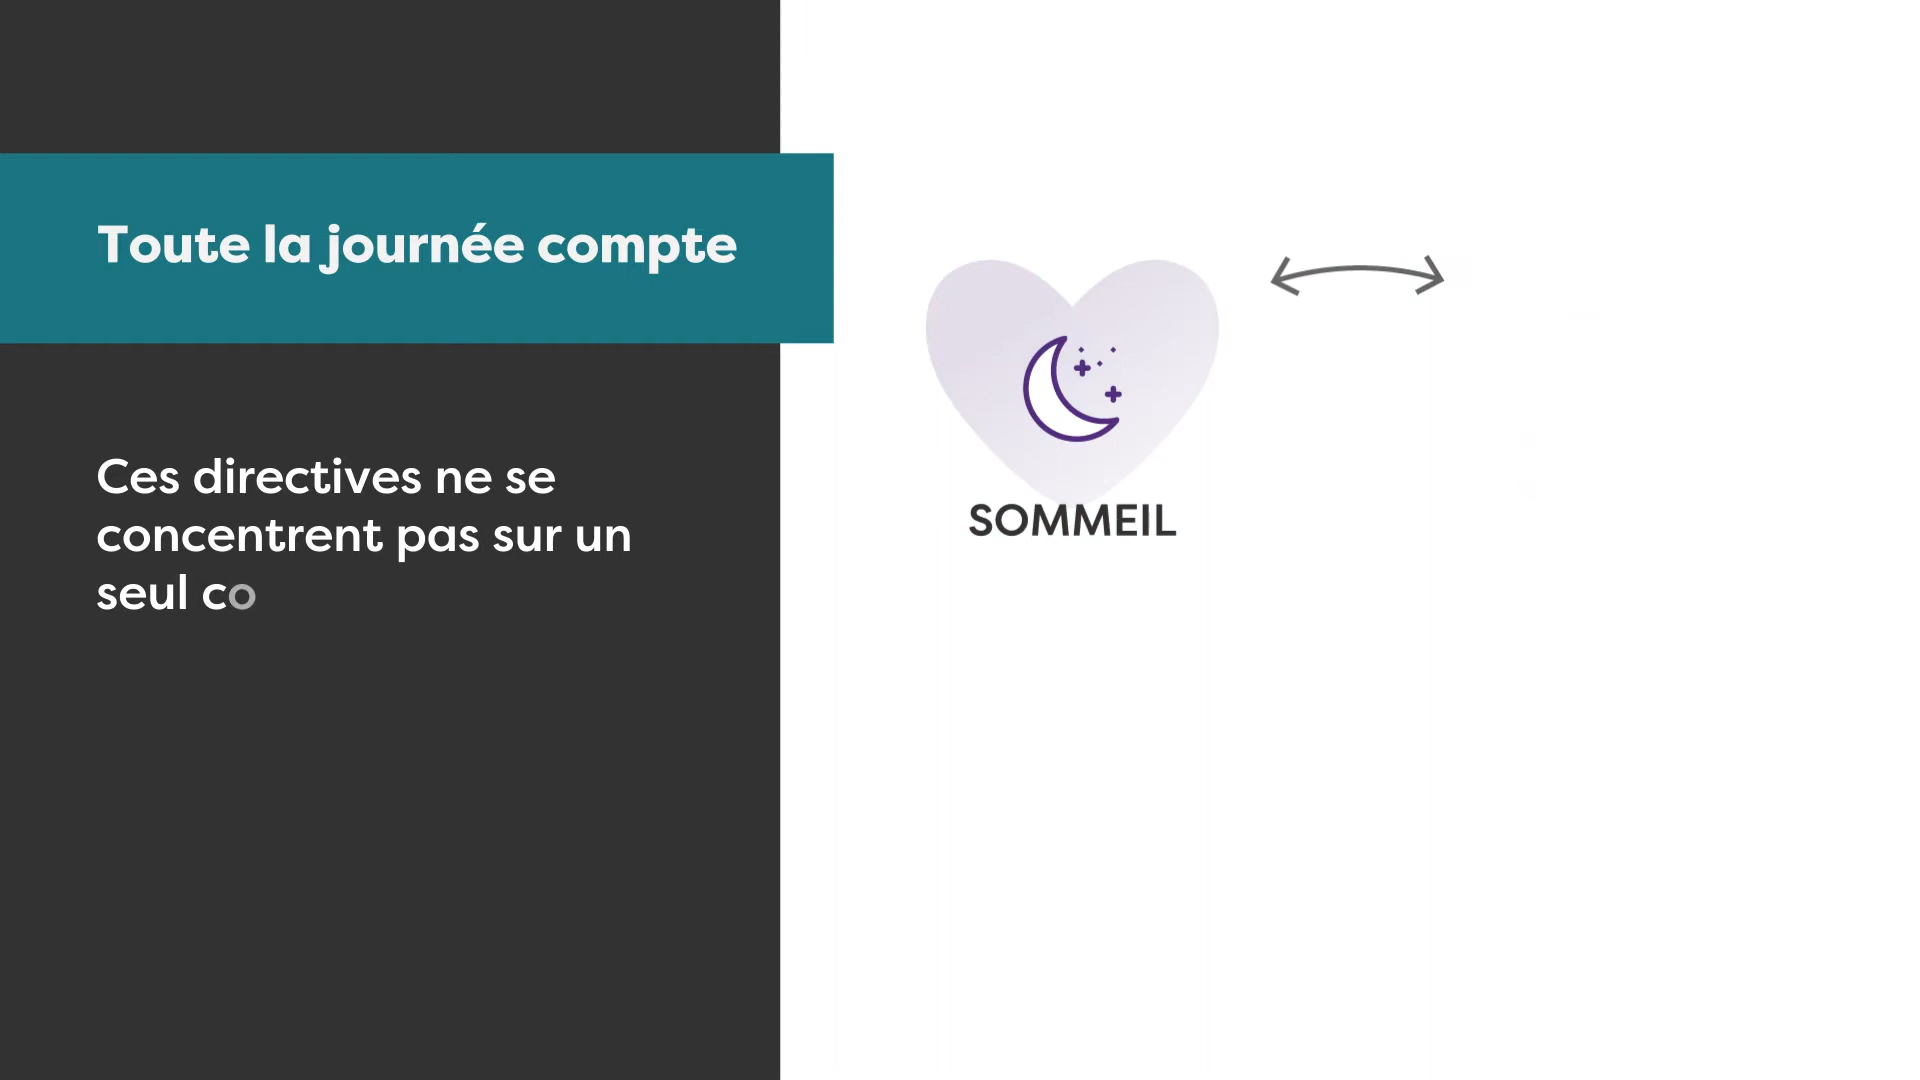 Toute la journée compte
Ces directives ne se
concentrent pas sur un
seul co
SOMMEIL